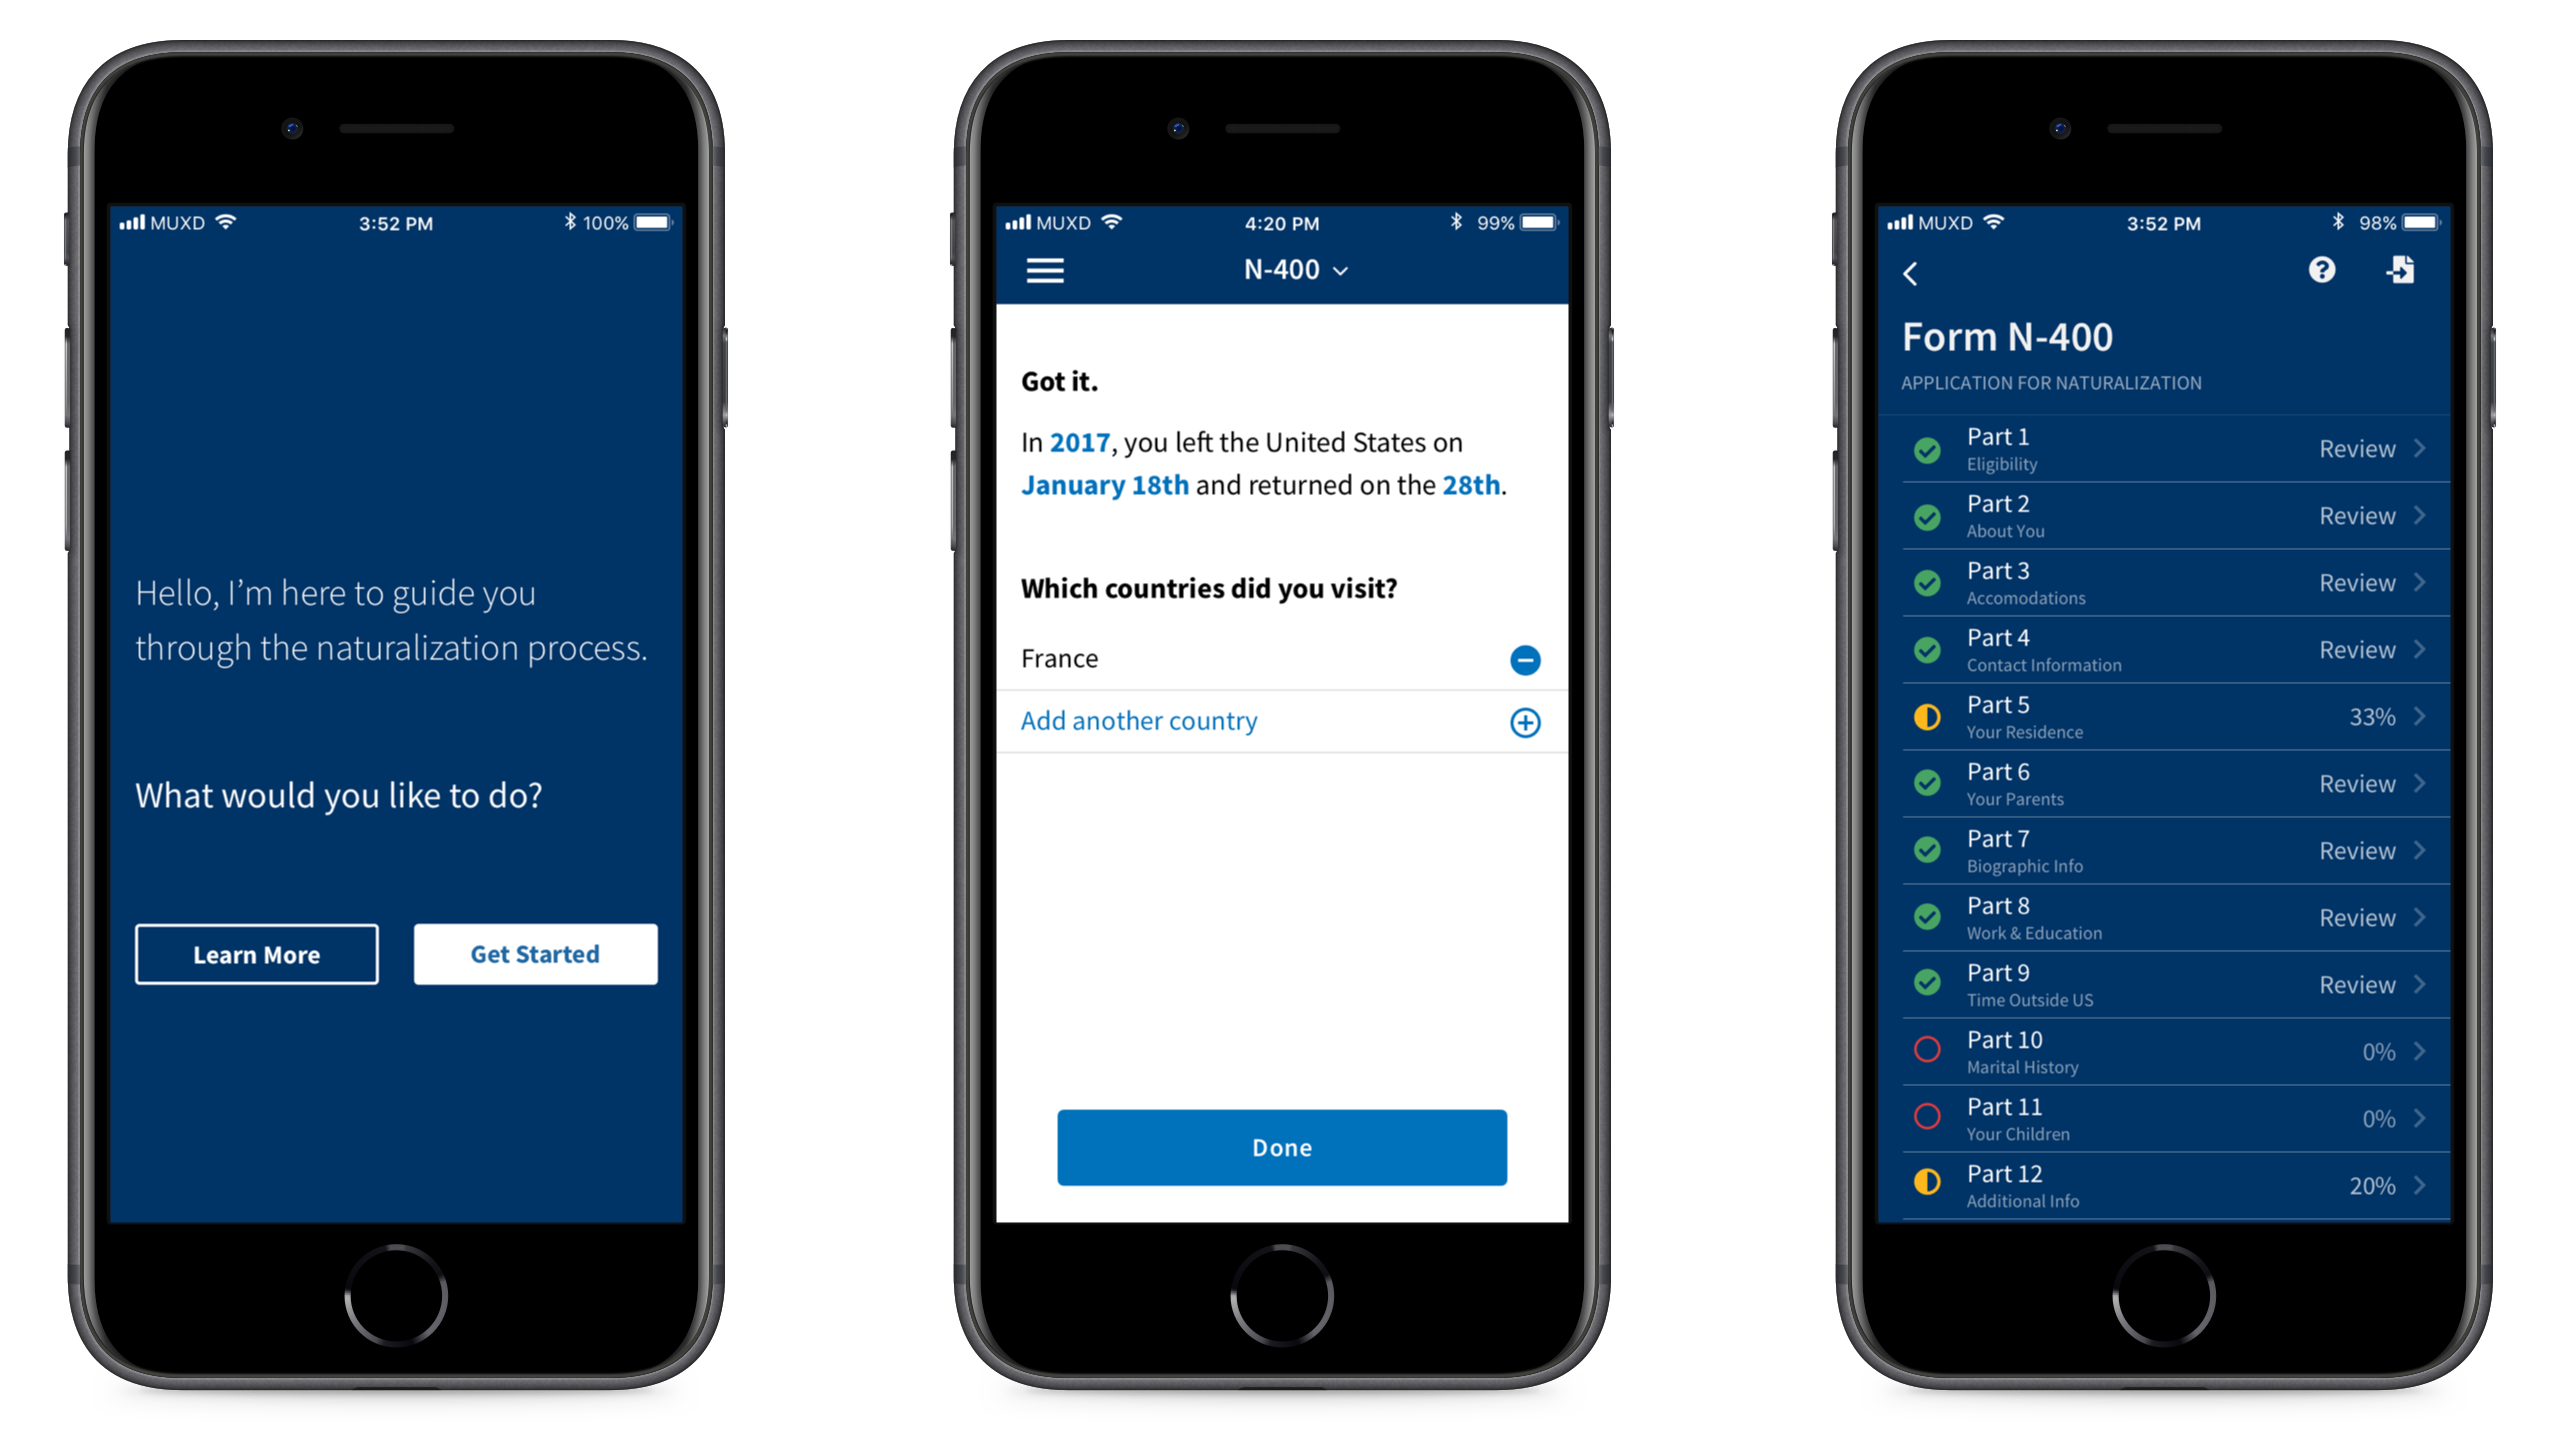 MUXD 3:52 PM 100%
Hello, I’m here to guide you
through the naturalization process.
What would you like to do?
Learn More Get Started
MUXD 4:20 PM 99%
N-400
Got it.
In 2017, you left the United States on
January 18th and returned on the 28th.
Which countries did you visit?
France
Add another country
Done
MUXD 3:52 PM 98%
Form N-400
APPLICATION FOR NATURALIZATION
Part 1 Review
Eligibility
Part 2 Review
About You
Part 3 Review
Accomodations
Part 4 Review
Contact Information
Part 5 33%
Your Residence
Part 6 Review
Your Parents
Part 7 Review
Biographic Info
Part 8 Review
Work & Education
Part 9 Review
Time Outside US
Part 10 0%
Marital History
Part 11 0%
Your Children
Part 12 20%
Additional Info